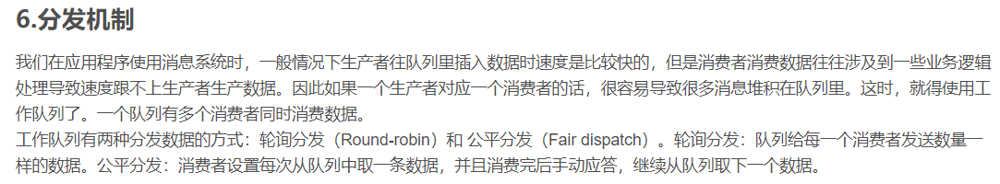 6.分发机制
我们在应用程序使用消息系统时，一般情况下生产者往队列里插入数据时速度是比较快的，但是消费者消费数据往往涉及到一些业务逻辑
处理导致速度跟不上生产者生产数据。因此如果一个生产者对应一个消费者的话，很容易导致很多消息堆积在队列里。这时，就得使用工
作队列了。一个队列有多个消费者同时消费数据。
工作队列有两种分发数据的方式：轮询分发（Round-robin）和 公平分发（Fair dispatch）。轮询分发：队列给每一个消费者发送数量一
样的数据。公平分发：消费者设置每次从队列中取一条数据，并且消费完后手动应答，继续从队列取下一个数据。